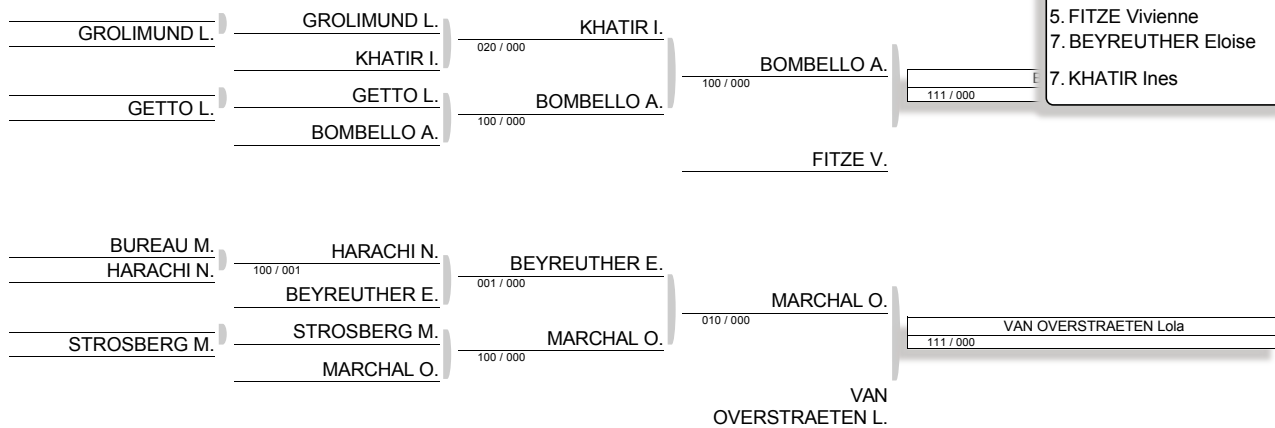 5. FITZE Vivienne
7. BEYREUTHER Eloise
7. KHATIR Ines
GROLIMUND L.
GETTO L.
GROLIMUND L.
KHATIR I.
GETTO L.
BOMBELLO A.
KHATIR I.
020 / 000
BOMBELLO A.
100 / 000
BOMBELLO A.
100 / 000
FITZE V.
111 / 000
BUREAU M.
HARACHI N.
STROSBERG M.
HARACHI N.
100 / 001
BEYREUTHER E.
STROSBERG M.
MARCHAL O.
BEYREUTHER E.
001 / 000
MARCHAL O.
100 / 000
MARCHAL O.
010 / 000
VAN
OVERSTRAETEN L.
VAN OVERSTRAETEN Lola
111 / 000